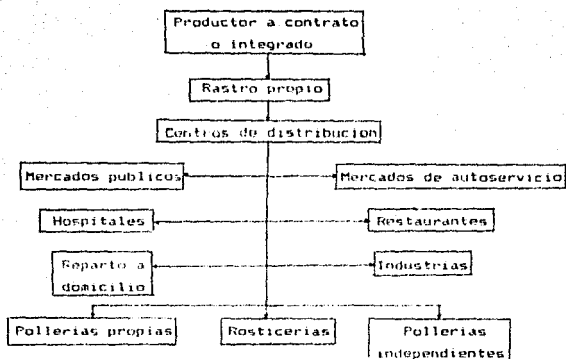 Productor a contrato
o integrado
Rastro propio
Centros de distribucion
Mercados publicos
Mercados de autoservicio
Hospitales
Restaurantes
Reparto a
domicilio
Industrias
Pollerias propias
Rosticerias
Pollerias
independientes